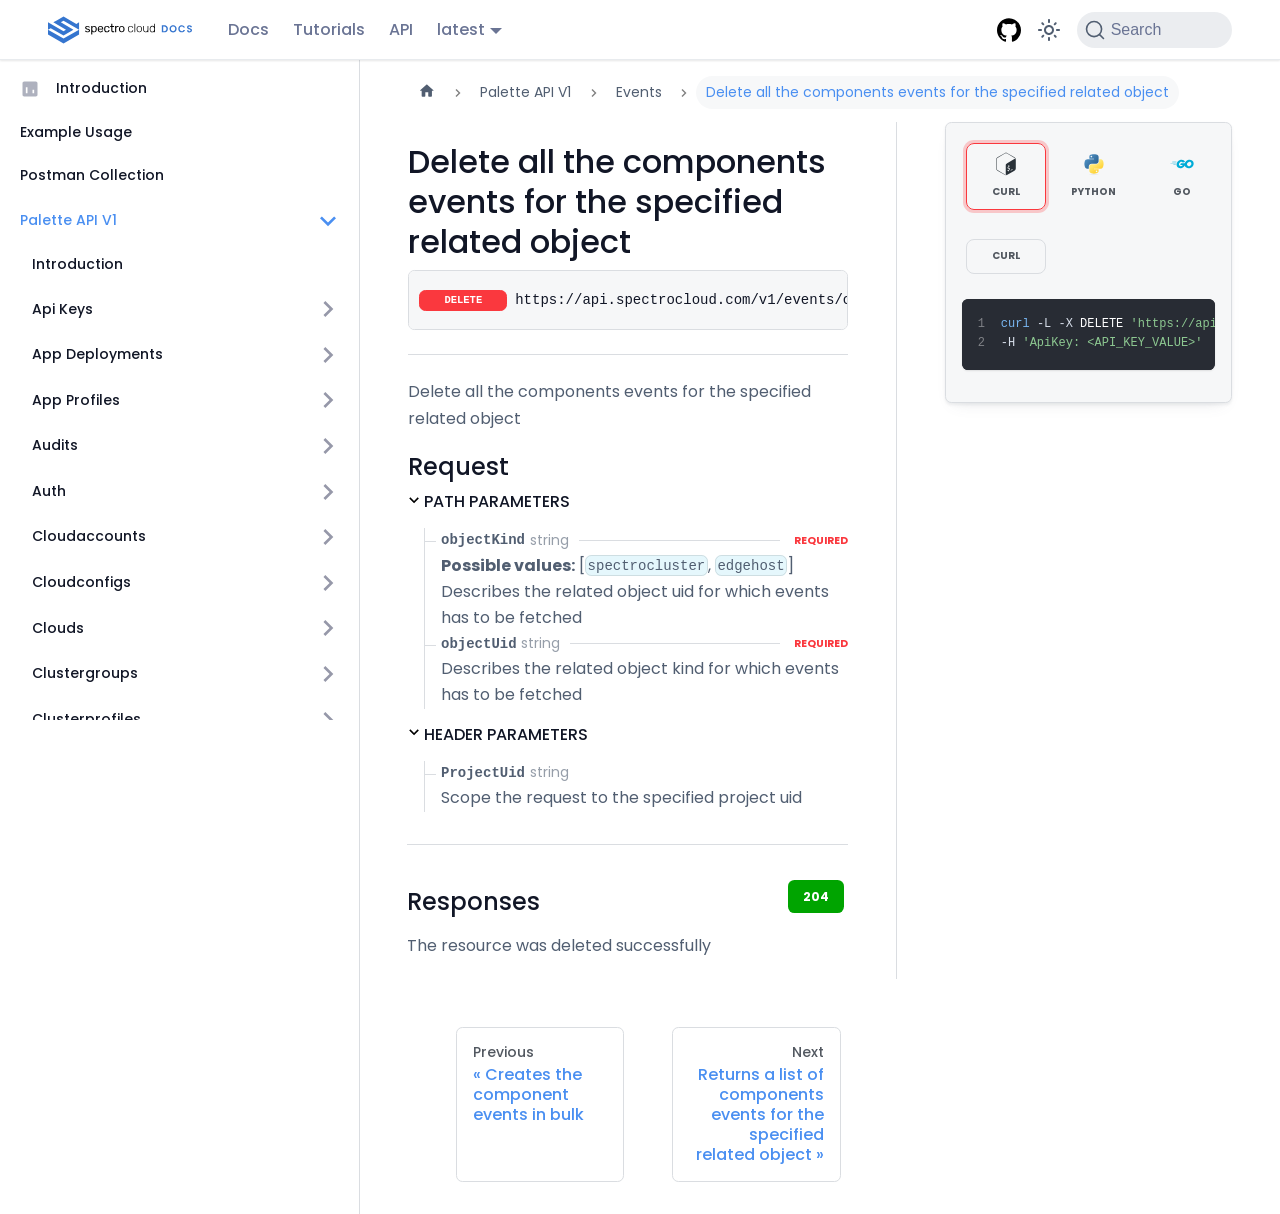 spectro cloud DOCS
Docs
Tutorials
API
latest
Search
Introduction
Example Usage
Postman Collection
Palette API V1
Introduction
Api Keys
App Deployments
App Profiles
Audits
Auth
Cloudaccounts
Cloudconfigs
Clouds
Clustergroups
Clusterprofiles
Palette API V1
Events
Delete all the components events for the specified related object
Delete all the components
events for the specified
related object
DELETE https://api.spectrocloud.com/v1/events/
Delete all the components events for the specified
related object
Request
PATH PARAMETERS
objectKind string REQUIRED
Possible values: [spectrocluster, edgehost]
Describes the related object uid for which events
has to be fetched
objectUid string REQUIRED
Describes the related object kind for which events
has to be fetched
HEADER PARAMETERS
ProjectUid string
Scope the request to the specified project uid
Responses
204
The resource was deleted successfully
Previous
« Creates the
component
events in bulk
Next
Returns a list of
components
events for the
specified
related object »
CURL
PYTHON
GO
CURL
1 curl -L -X DELETE 'https://api
2 -H 'ApiKey: <API_KEY_VALUE>'